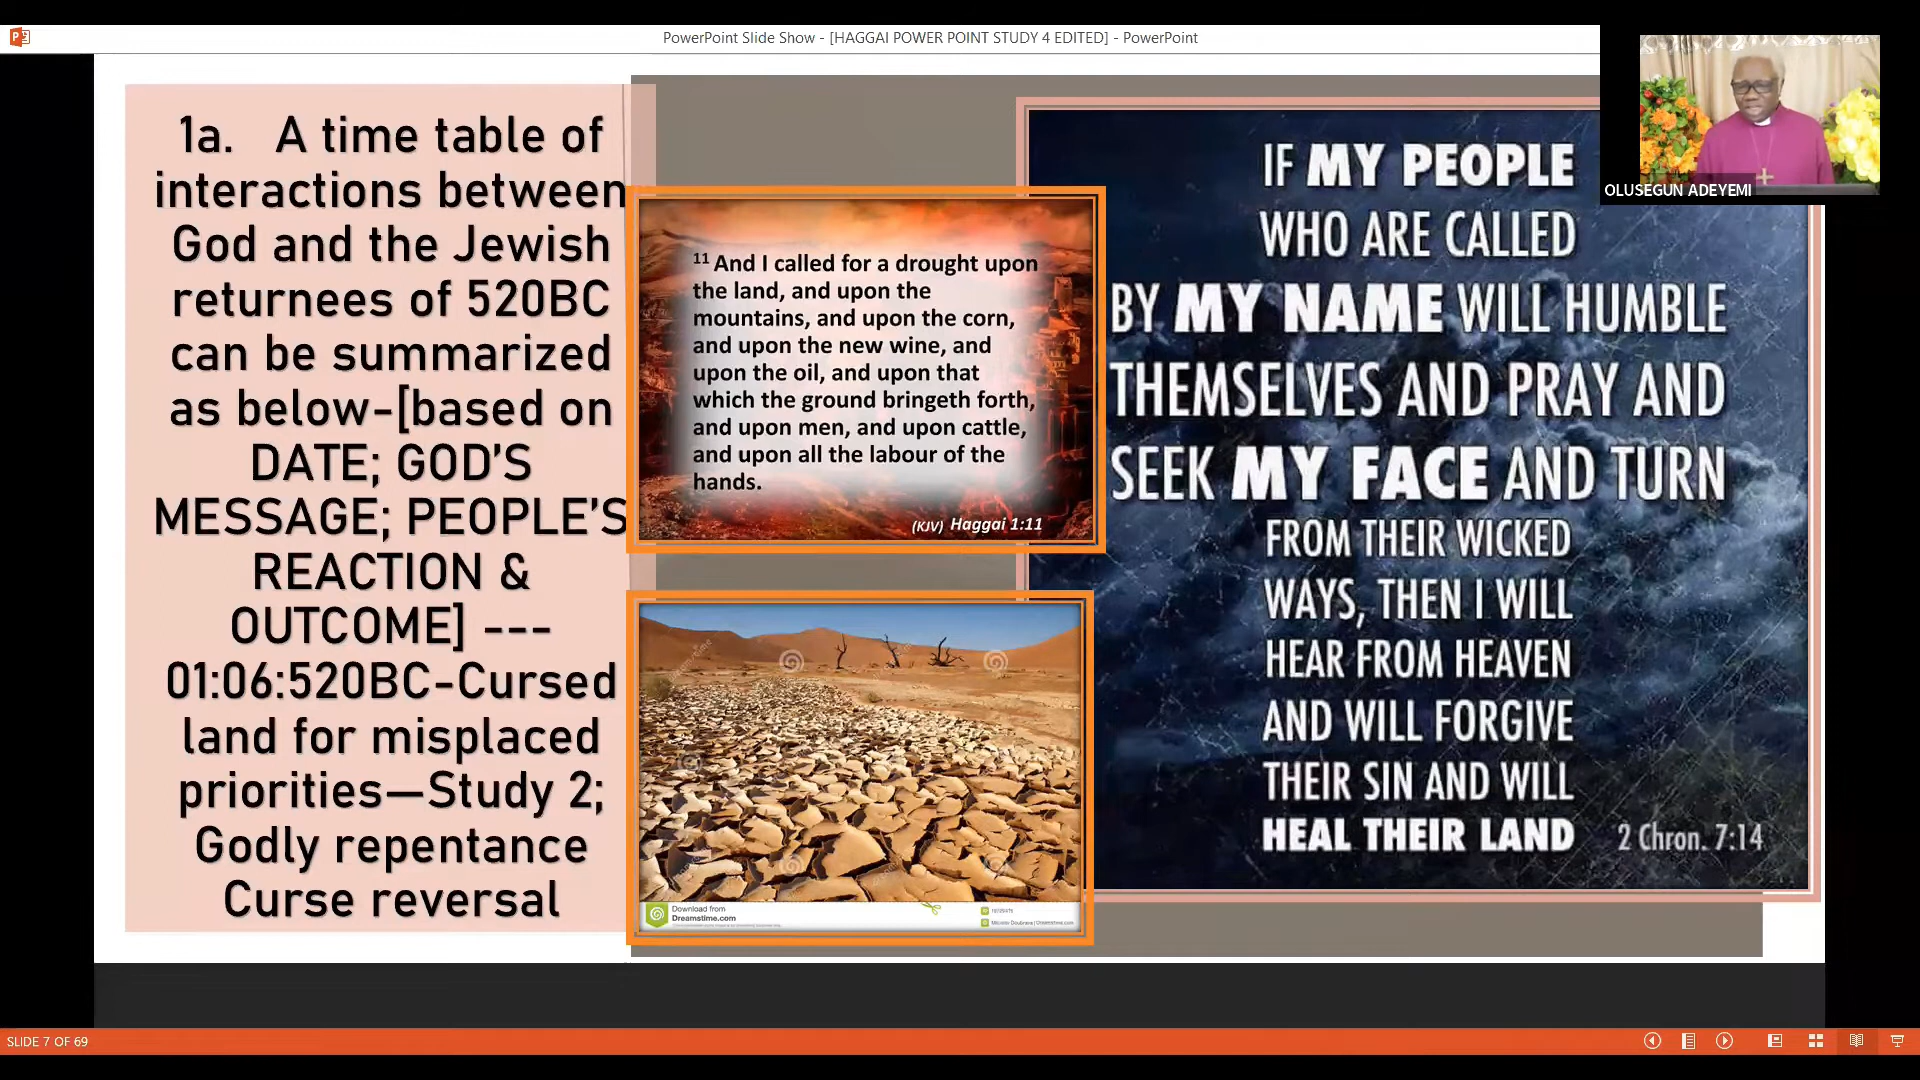 PowerPoint Slide Show - [HAGGAI POWER POINT STUDY 4 EDITED] - PowerPoint
1a. A time table of
interactions between
God and the Jewish
returnees of 520BC
can be summarized
as below-[based on
DATE; GOD'S
MESSAGE; PEOPLE'S
REACTION &
OUTCOME] ---
01:06:520BC-Cursed
land for misplaced
priorities—Study 2;
Godly repentance
Curse reversal
11 And I called for a drought upon
the land, and upon the
mountains, and upon the corn,
and upon the new wine, and
upon the oil, and upon that
which the ground bringeth forth,
and upon men, and upon cattle,
and upon all the labour of the
hands.
(KJV) Haggai 1:11
Download from
Dreamstime.com
IF MY PEOPLE
WHO ARE CALLED
BY MY NAME WILL HUMBLE
THEMSELVES AND PRAY AND
SEEK MY FACE AND TURN
FROM THEIR WICKED
WAYS, THEN I WILL
HEAR FROM HEAVEN
AND WILL FORGIVE
THEIR SIN AND WILL
HEAL THEIR LAND
2 Chron. 7:14
OLUSEGUN ADEYEMI
SLIDE 7 OF 69